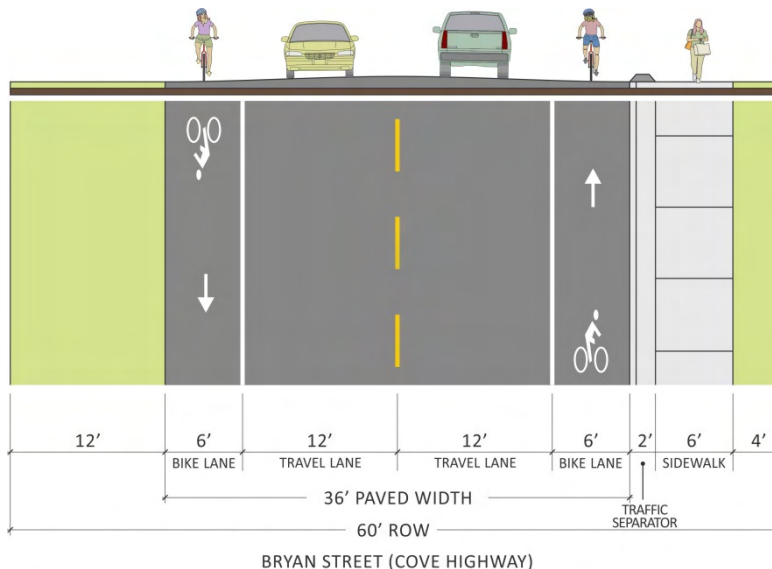 12’ 6’ 12’ 12’ 6’ 2’ 6’ 4’
BIKE LANE TRAVEL LANE TRAVEL LANE BIKE LANE SIDEWALK
36’ PAVED WIDTH
TRAFFIC
SEPARATOR
60’ ROW
BRYAN STREET (COVE HIGHWAY)